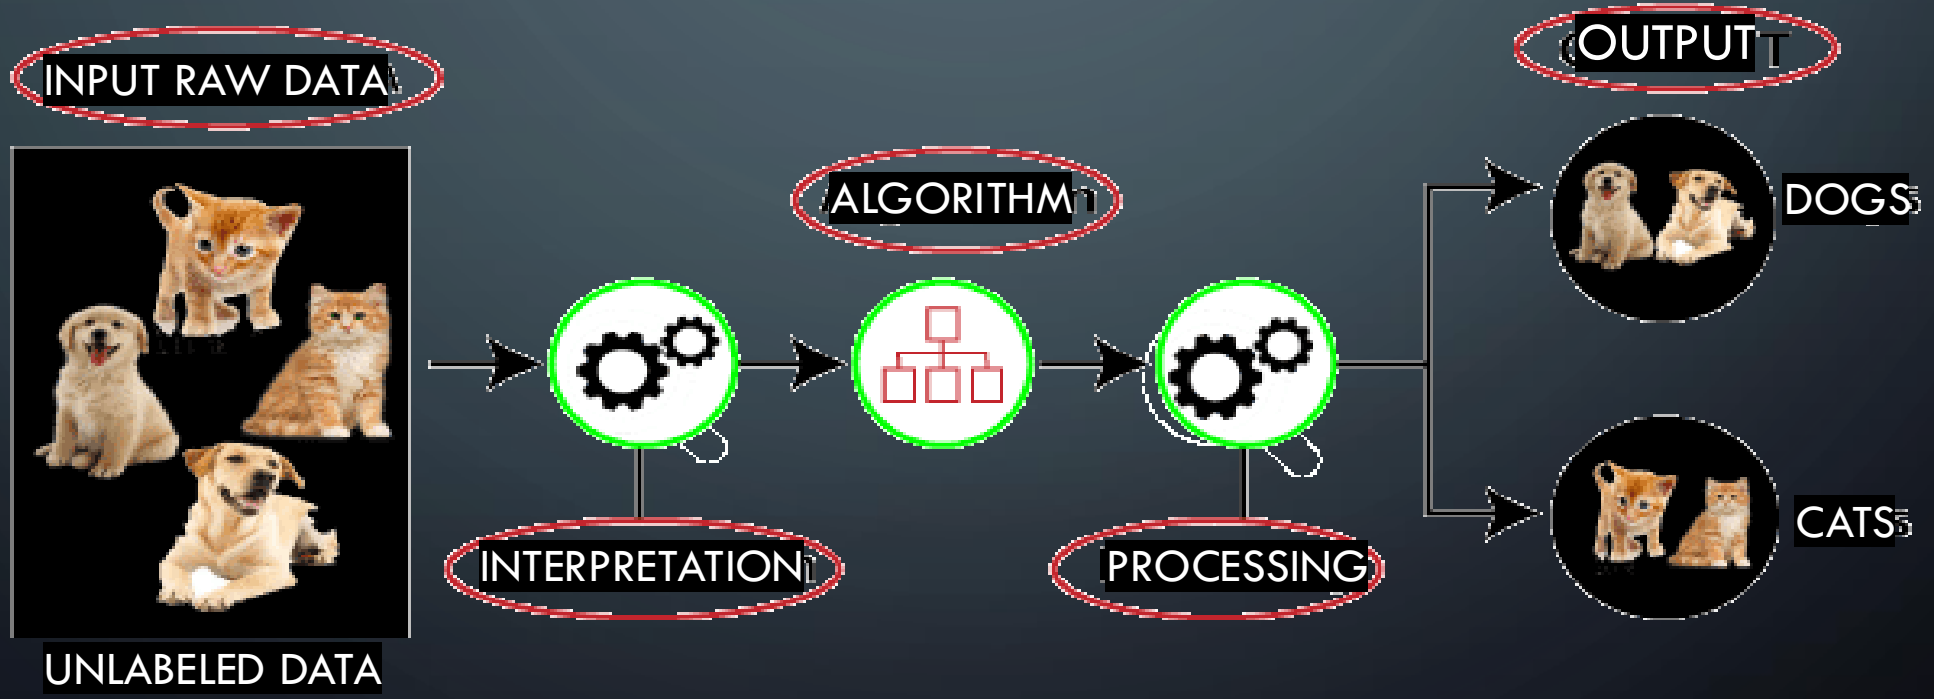 INPUT RAW DATA
OUTPUT
ALGORITHM
DOGS
INTERPRETATION
PROCESSING
CATS
UNLABELED DATA